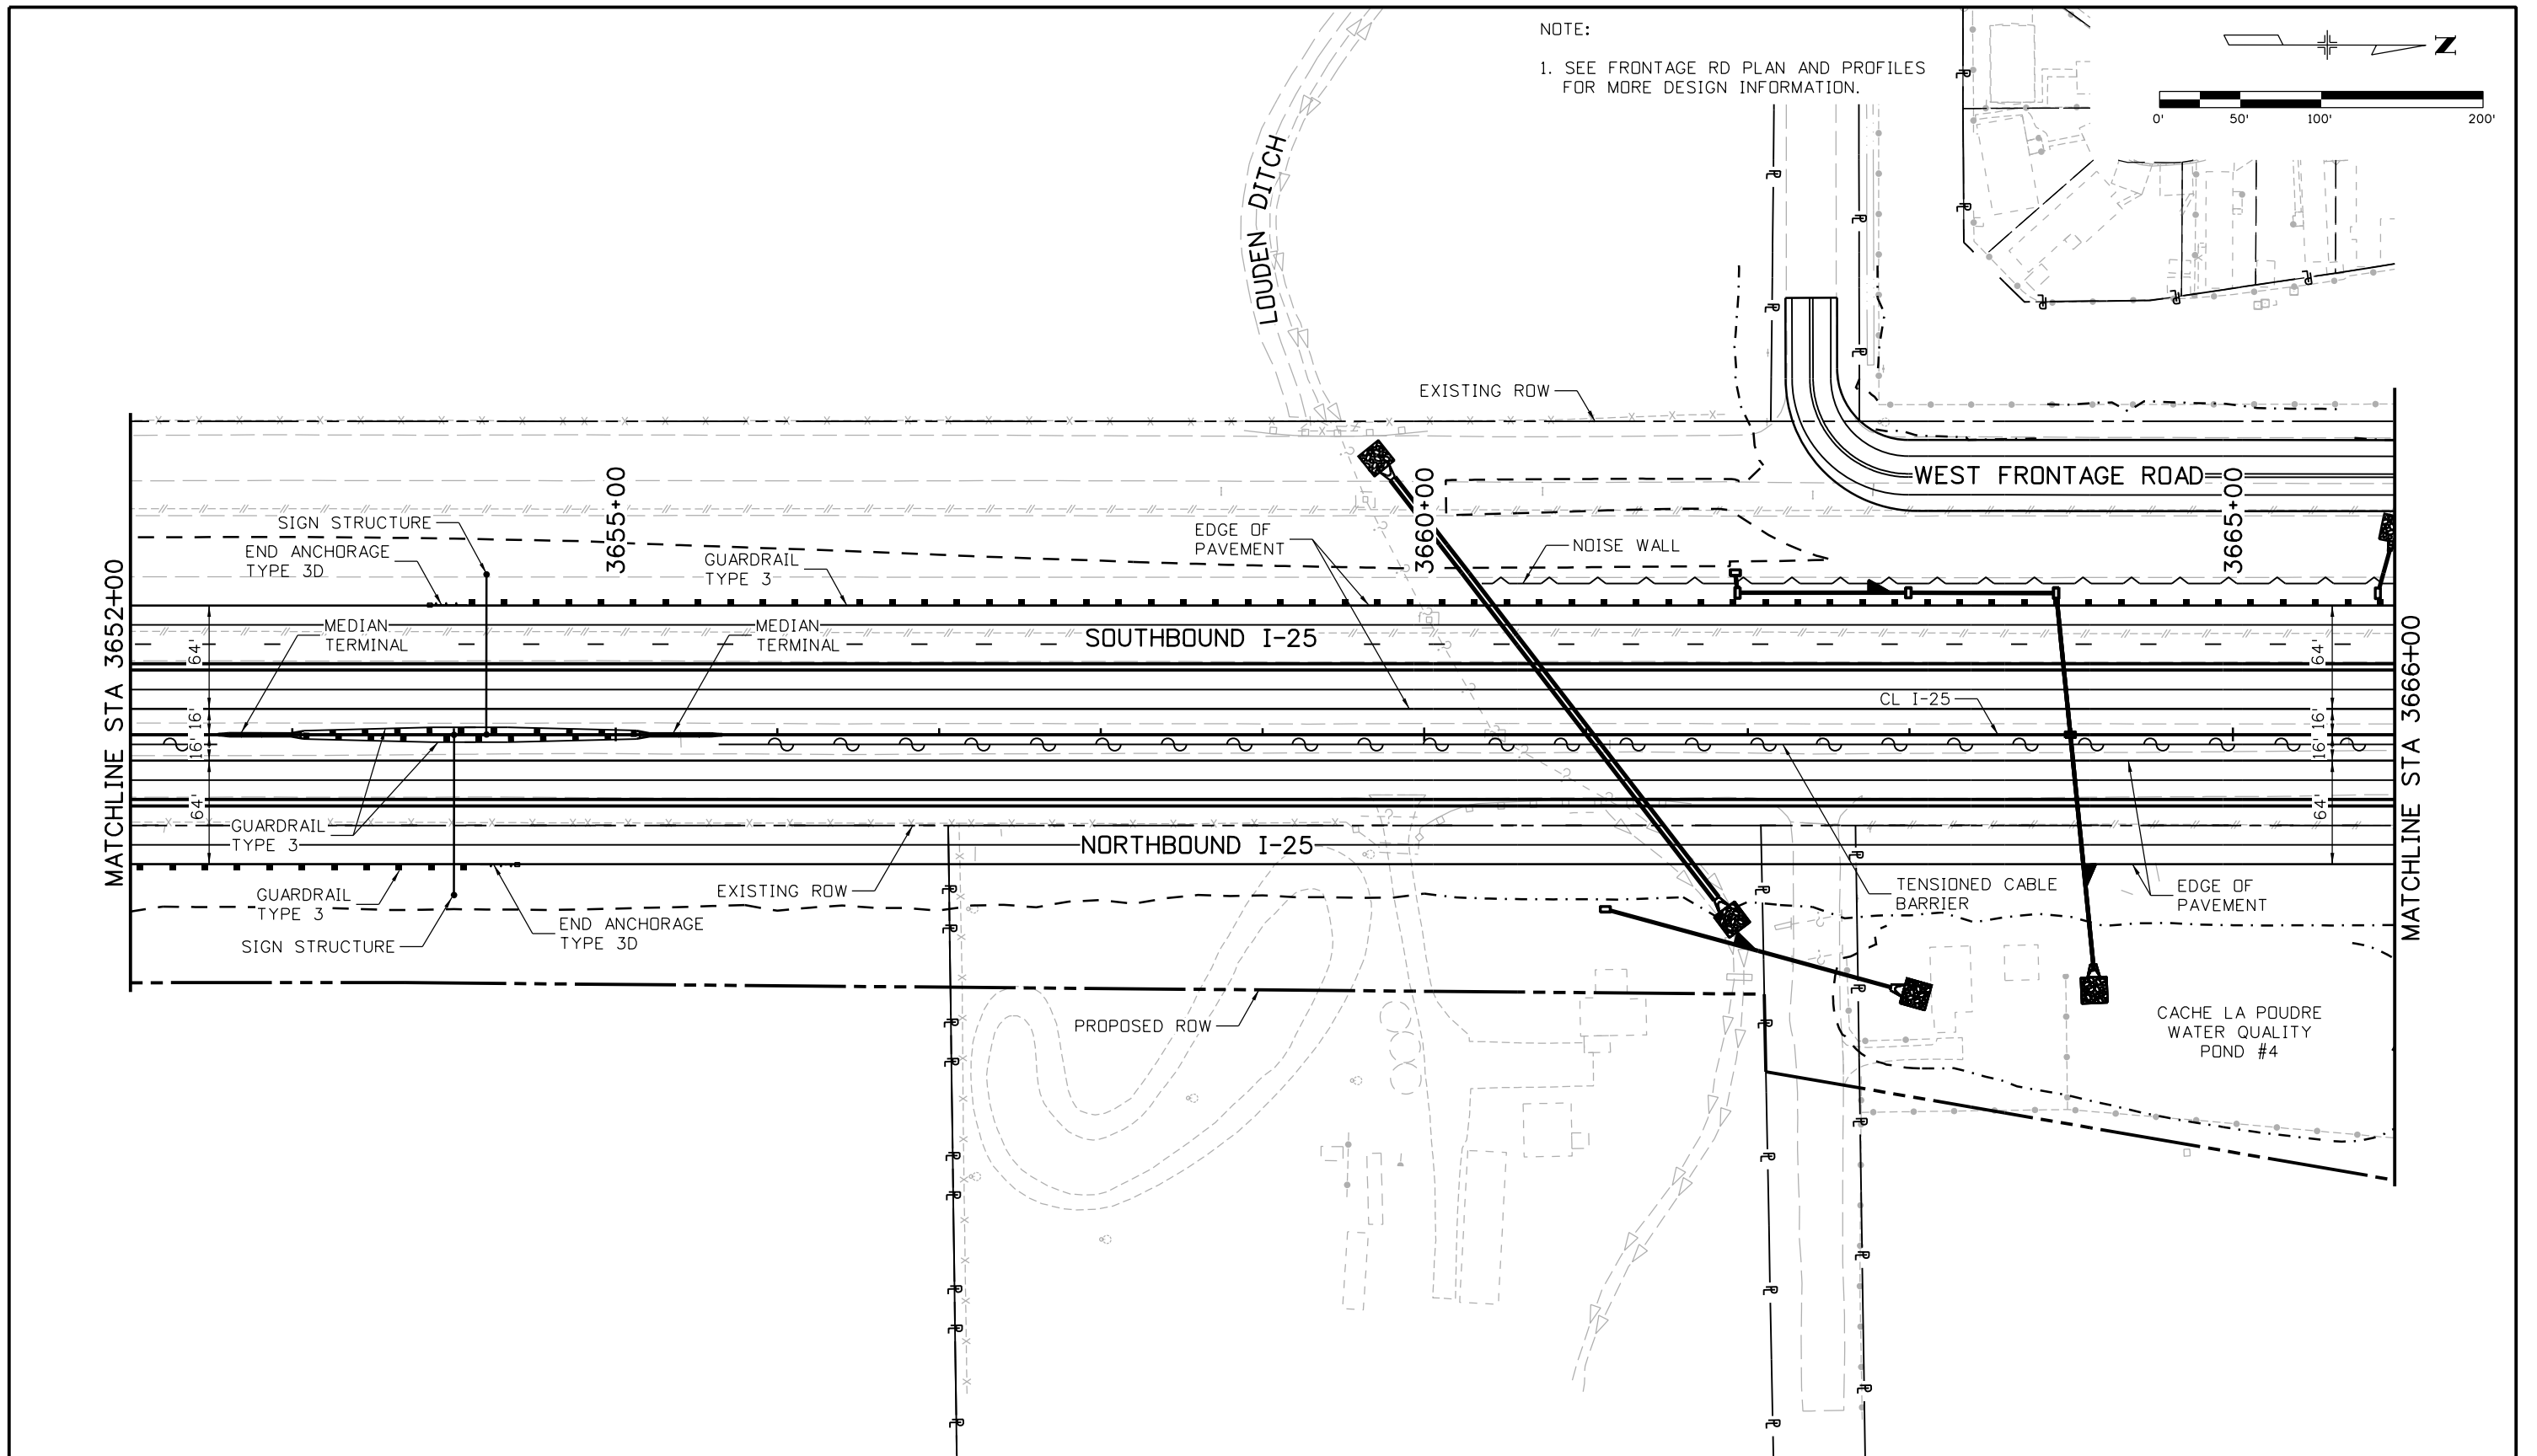 NOTE:
1. SEE FRONTAGE RD PLAN AND PROFILES
FOR MORE DESIGN INFORMATION.
N
0'
50'
100'
200'
LOUDEN DITCH
EXISTING ROW
WEST FRONTAGE ROAD
3655+00
3660+00
3665+00
SIGN STRUCTURE
END ANCHORAGE
TYPE 3D
GUARDRAIL
TYPE 3
EDGE OF
PAVEMENT
NOISE WALL
MATCHLINE STA 3652+00
MATCHLINE STA 3666+00
MEDIAN
TERMINAL
MEDIAN
TERMINAL
SOUTHBOUND I-25
64'
16'
16'
64'
64'
16'
16'
64'
CL I-25
GUARDRAIL
TYPE 3
NORTHBOUND I-25
GUARDRAIL
TYPE 3
EXISTING ROW
TENSIONED CABLE
BARRIER
EDGE OF
PAVEMENT
END ANCHORAGE
TYPE 3D
SIGN STRUCTURE
PROPOSED ROW
CACHE LA POUDRE
WATER QUALITY
POND #4